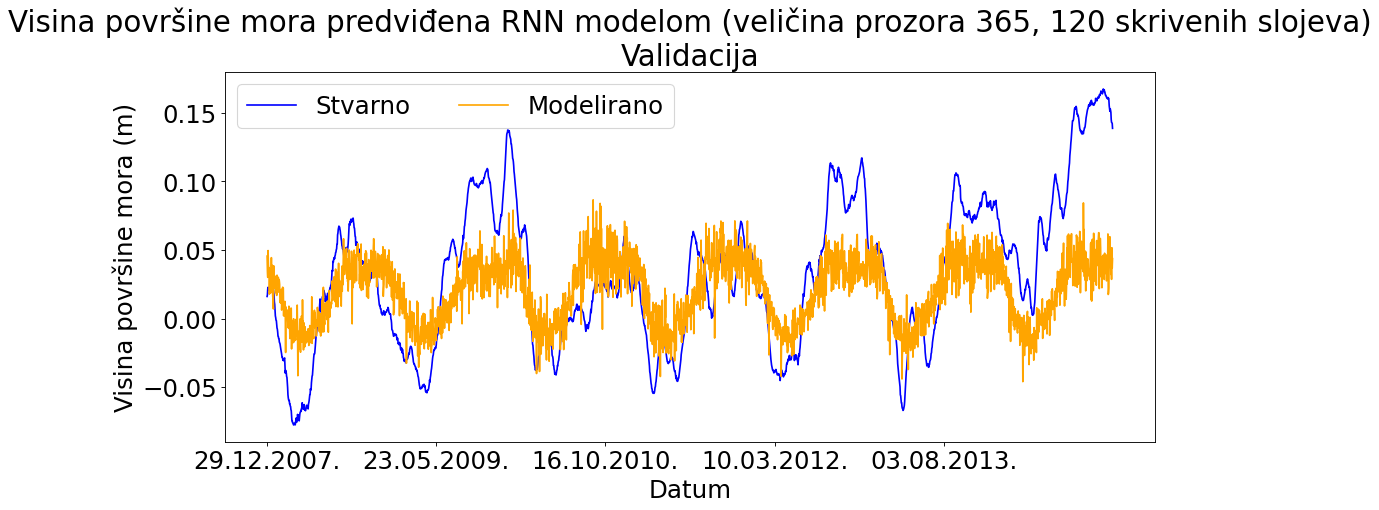 Visina površine mora predviđena RNN modelom (veličina prozora 365, 120 skrivenih slojeva)
Validacija
Stvarno
Modelirano
Visina površine mora (m)
0.15
0.10
0.05
0.00
−0.05
29.12.2007.
23.05.2009.
16.10.2010.
10.03.2012.
03.08.2013.
Datum